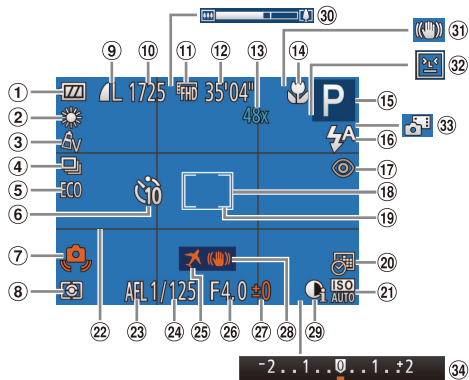 ㉚
⑨ ⑩ ⑪ ⑫ ⑬ ⑭ ㉛
① L 1725 FHD 35'04" P ⑮ ㉜
② 48x
③ Av 4A ⑯ ㉝
④ ⑰
⑤ ECO ⑱
⑥ 10 ⑲
⑦ ⑳
⑧ AEL 1/125 F4.0 ±0 i ISO AUTO ㉑
㉒ ㉓ ㉔ ㉕ ㉖ ㉗ ㉘ ㉙
-2..1..0..1..+2 ㉞